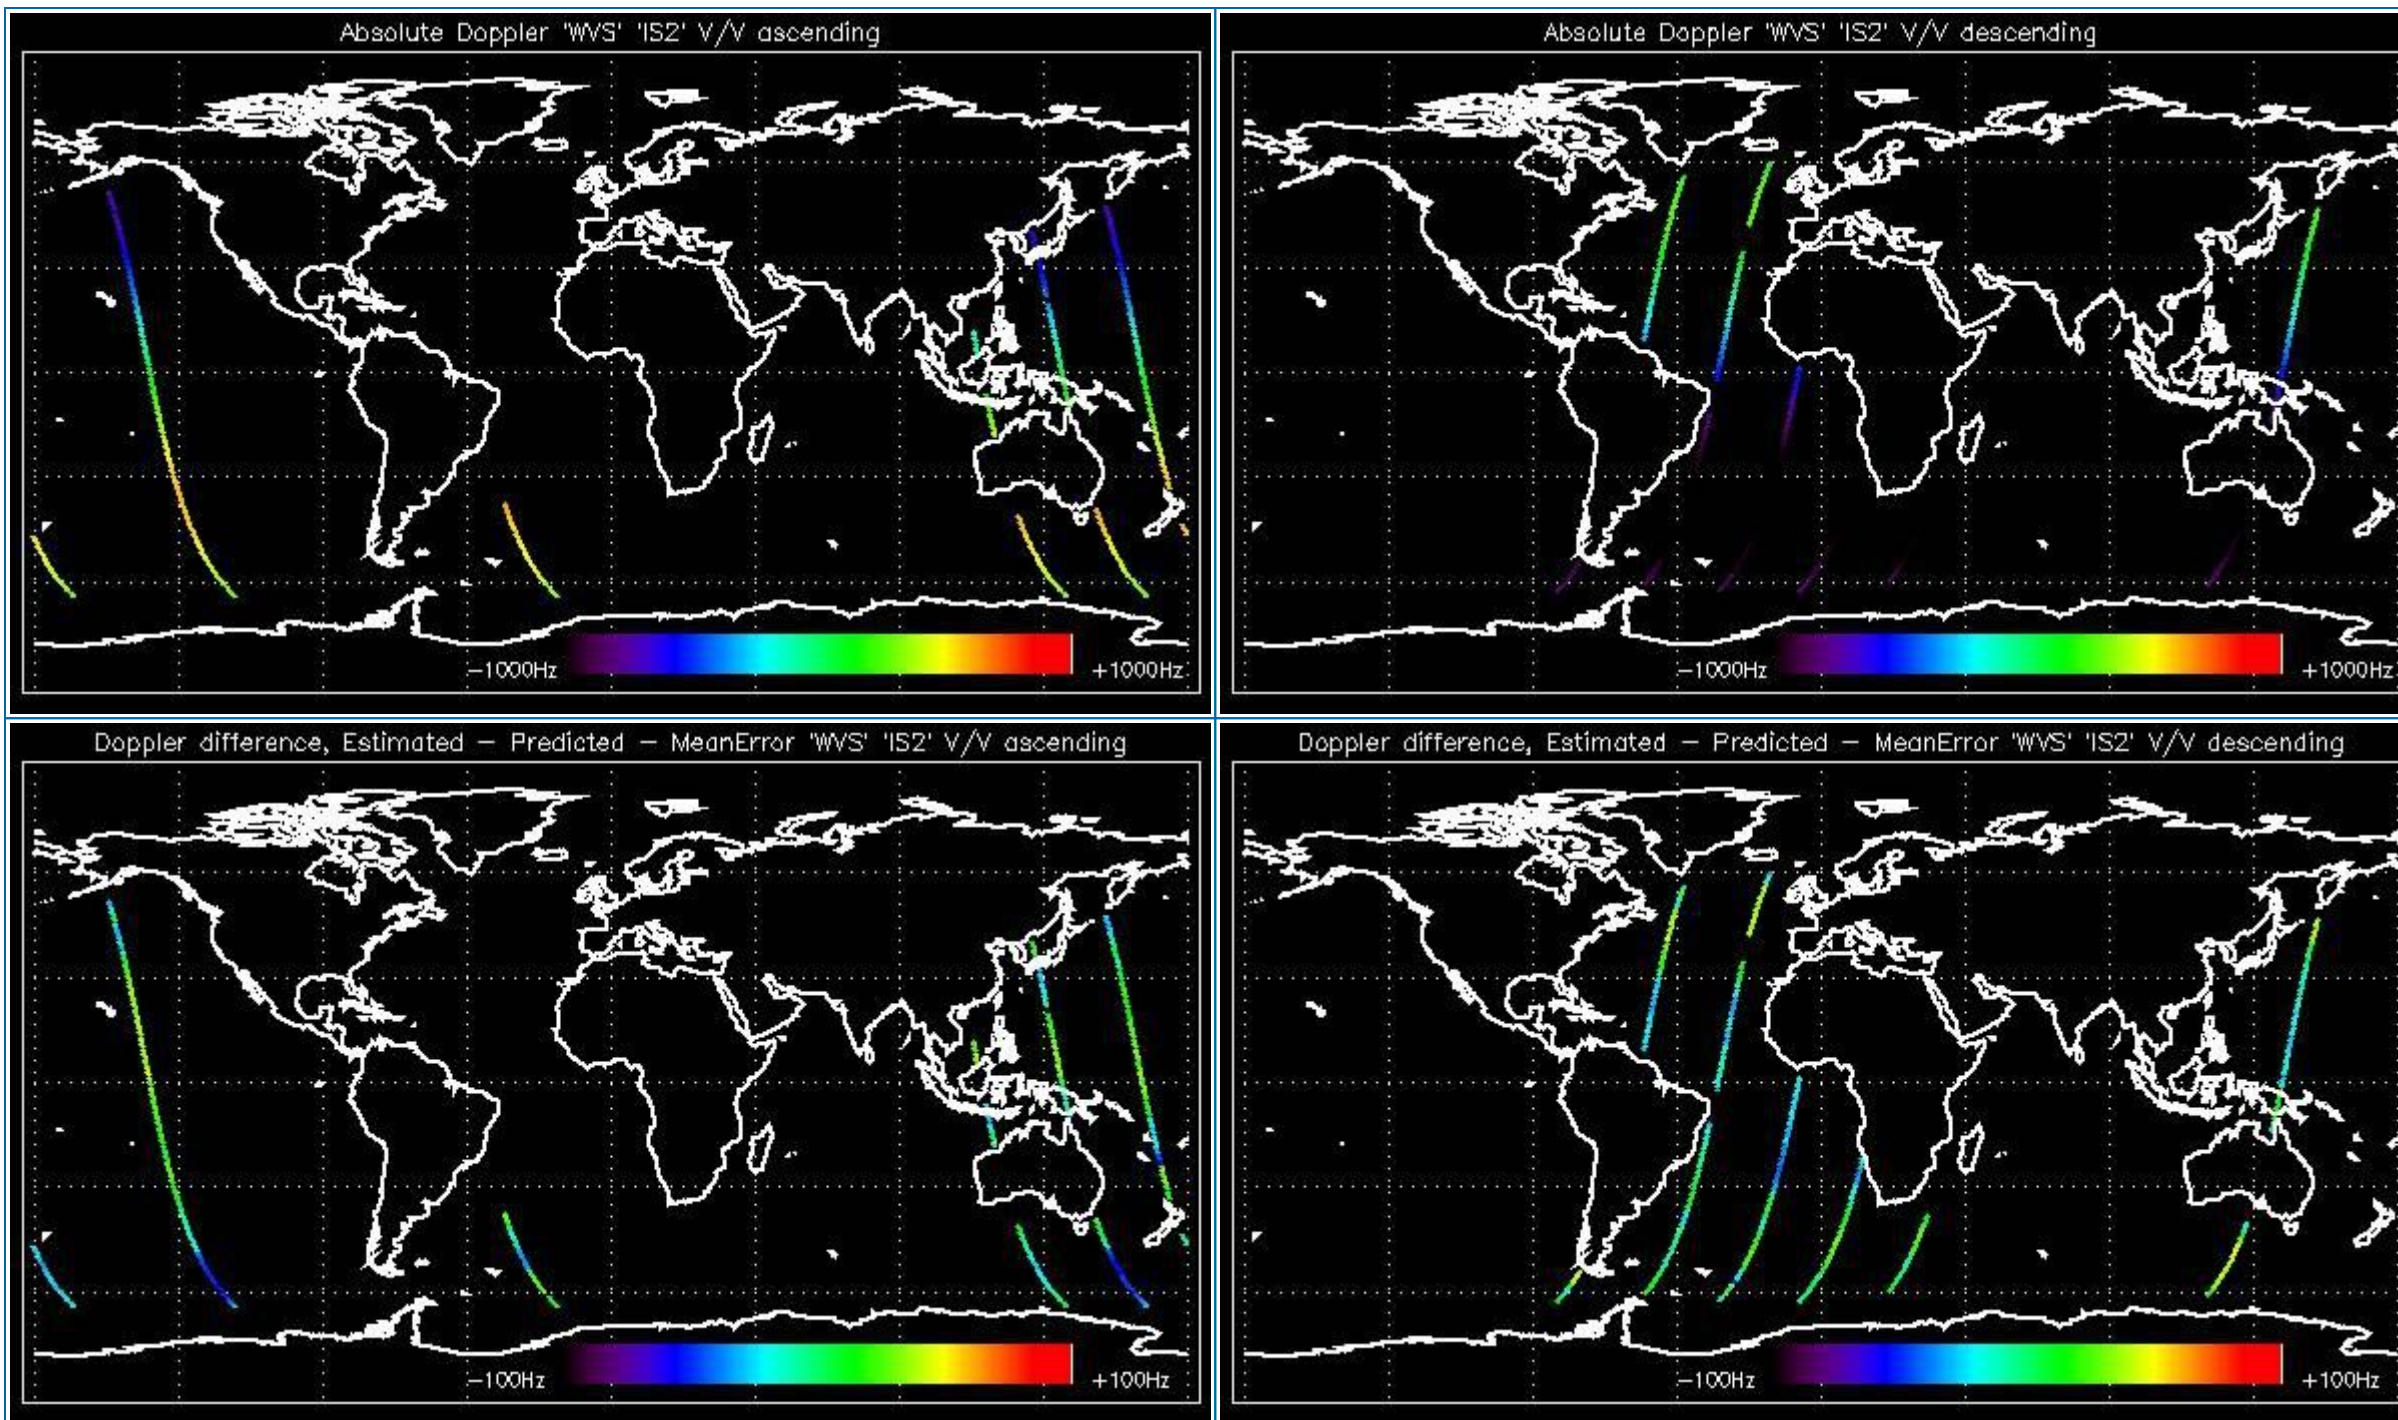 Absolute Doppler 'WVS' 'IS2' V/V ascending
-1000Hz +1000Hz
Absolute Doppler 'WVS' 'IS2' V/V descending
-1000Hz +1000Hz
Doppler difference, Estimated - Predicted - MeanError 'WVS' 'IS2' V/V ascending
-100Hz +100Hz
Doppler difference, Estimated - Predicted - MeanError 'WVS' 'IS2' V/V descending
-100Hz +100Hz